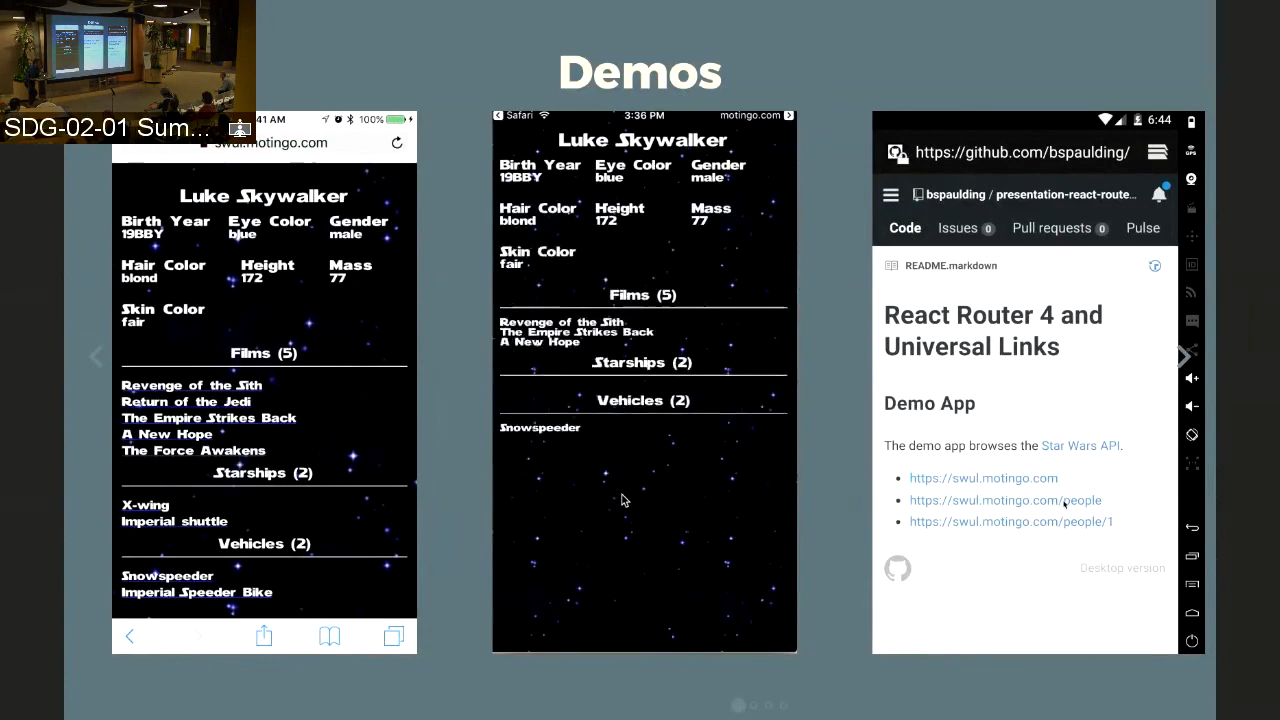 Demos
SDG-02-01 Sum...
41 AM
100%
swul.motingo.com
Luke Skywalker
Birth Year Eye Color Gender
19BBY blue male
Hair Color Height Mass
blond 172 77
Skin Color
fair
Films (5)
Revenge of the Sith
Return of the Jedi
The Empire Strikes Back
A New Hope
The Force Awakens
Starships (2)
X-wing
Imperial shuttle
Vehicles (2)
Snowspeeder
Imperial Speeder Bike
Safari 3:36 PM motingo.com
Luke Skywalker
Birth Year Eye Color Gender
19BBY blue male
Hair Color Height Mass
blond 172 77
Skin Color
fair
Films (5)
Revenge of the Sith
The Empire Strikes Back
A New Hope
Starships (2)
Vehicles (2)
Snowspeeder
6:44
https://github.com/bspaulding/
bspaulding / presentation-react-route...
Code Issues 0 Pull requests 0 Pulse
README.markdown
React Router 4 and
Universal Links
Demo App
The demo app browses the Star Wars API.
https://swul.motingo.com
https://swul.motingo.com/people
https://swul.motingo.com/people/1
Desktop version
GPS